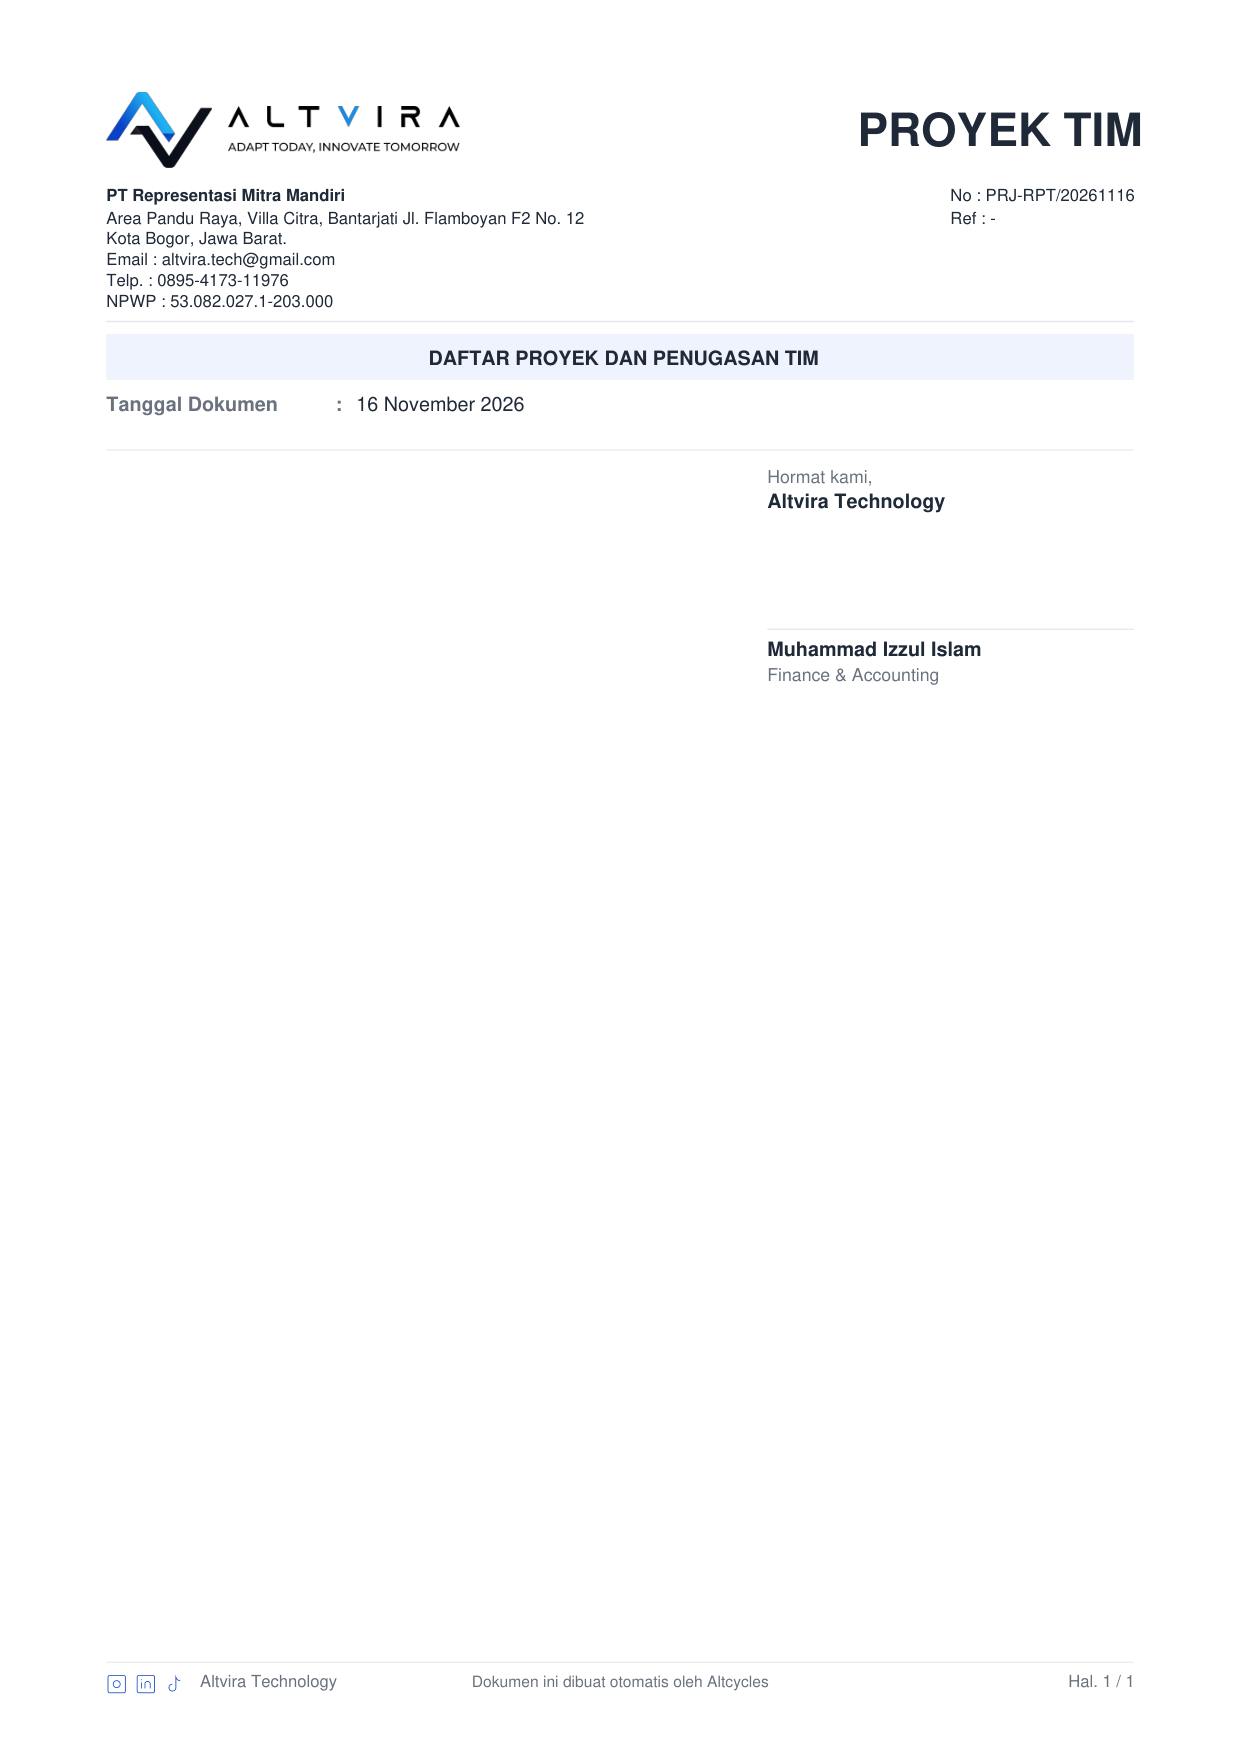 ALTVIRA
ADAPT TODAY, INNOVATE TOMORROW
PROYEK TIM
PT Representasi Mitra Mandiri
Area Pandu Raya, Villa Citra, Bantarjati Jl. Flamboyan F2 No. 12
Kota Bogor, Jawa Barat.
Email : altvira.tech@gmail.com
Telp. : 0895-4173-11976
NPWP : 53.082.027.1-203.000
No : PRJ-RPT/20261116
Ref : -
DAFTAR PROYEK DAN PENUGASAN TIM
Tanggal Dokumen : 16 November 2026
Hormat kami,
Altvira Technology
Muhammad Izzul Islam
Finance & Accounting
in Altvira Technology
Dokumen ini dibuat otomatis oleh Altcycles
Hal. 1 / 1